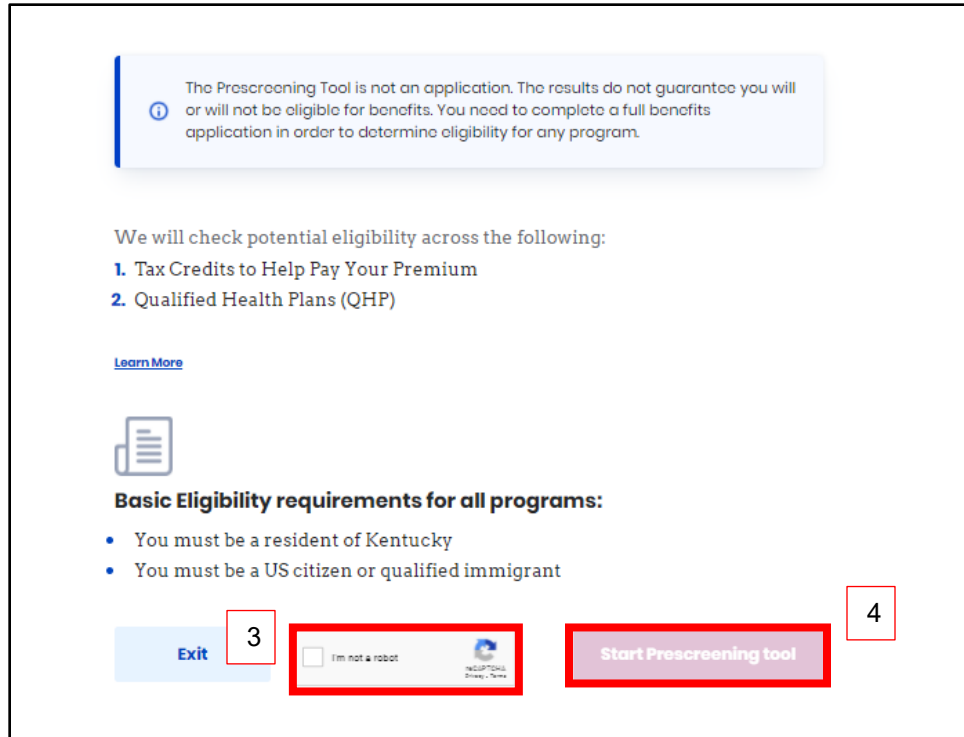 The Prescreening Tool is not an application. The results do not guarantee you will
or will not be eligible for benefits. You need to complete a full benefits
application in order to determine eligibility for any program.
We will check potential eligibility across the following:
1. Tax Credits to Help Pay Your Premium
2. Qualified Health Plans (QHP)
Learn More
Basic Eligibility requirements for all programs:
• You must be a resident of Kentucky
• You must be a US citizen or qualified immigrant
Exit
3
I'm not a robot
reCAPTCHA
Privacy - Terms
Start Prescreening tool
4